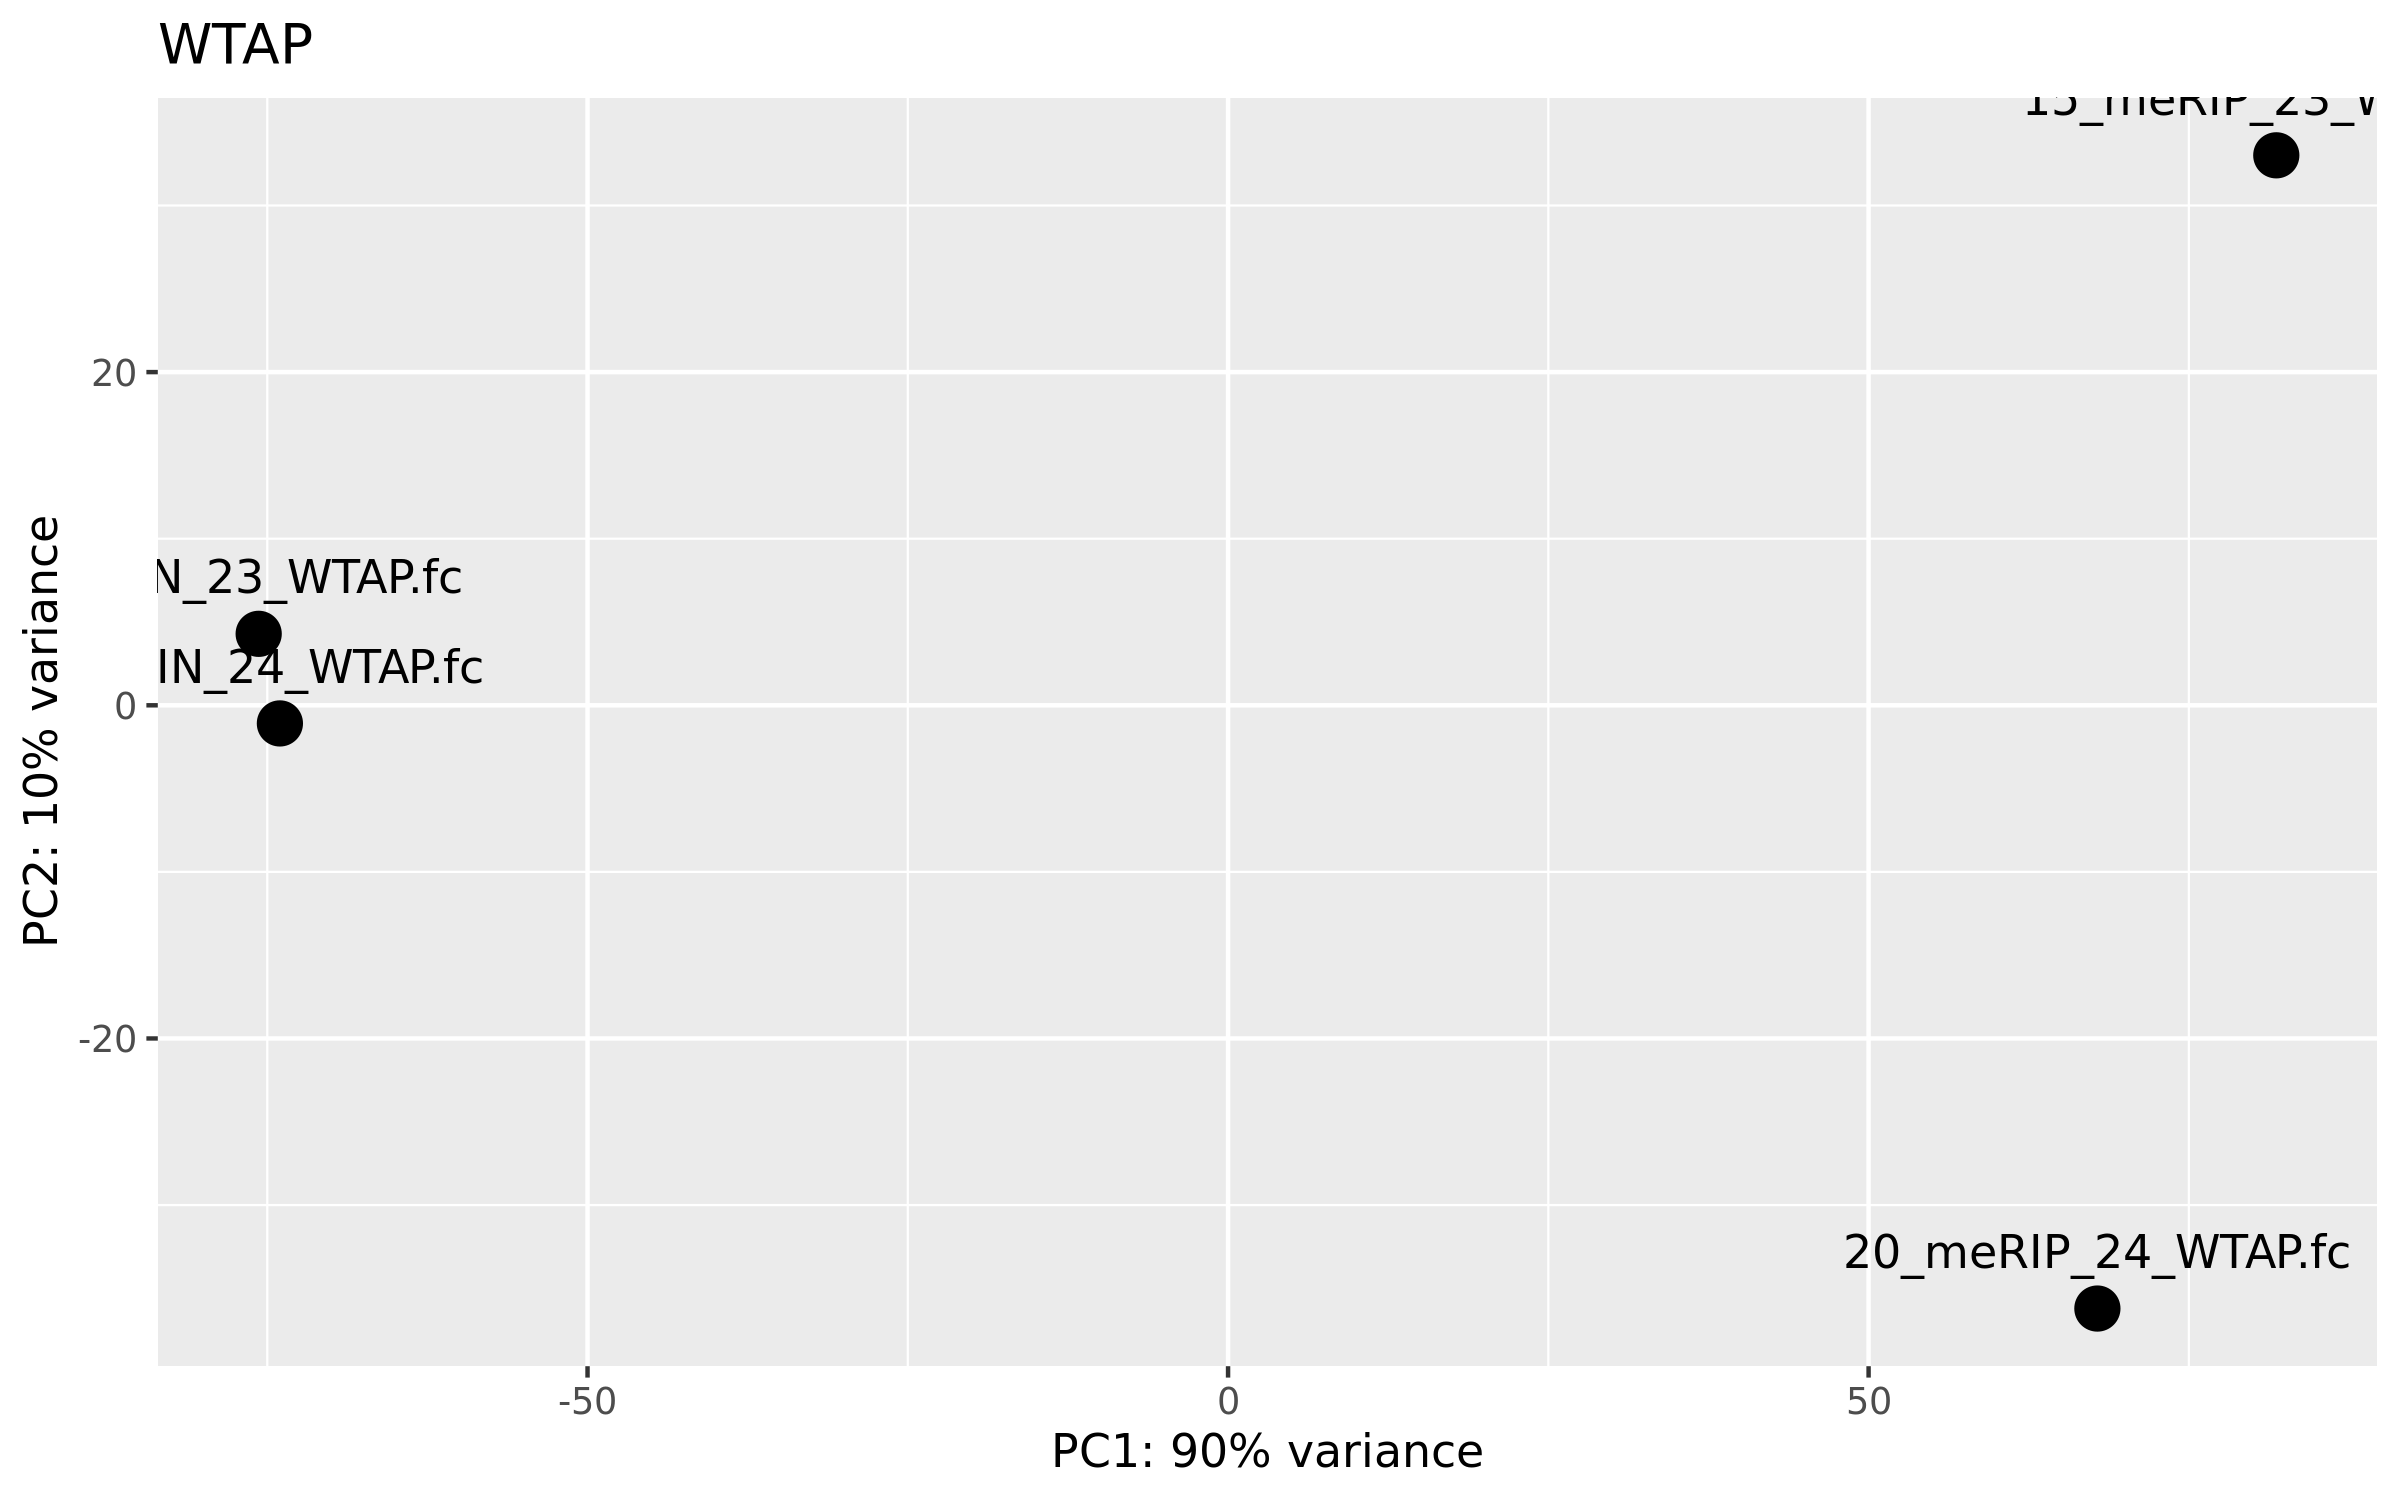 WTAP
15_meRIP_23_W
20
N_23_WTAP.fc
IN_24_WTAP.fc
0
-20
20_meRIP_24_WTAP.fc
-50
0
50
PC1: 90% variance
PC2: 10% variance